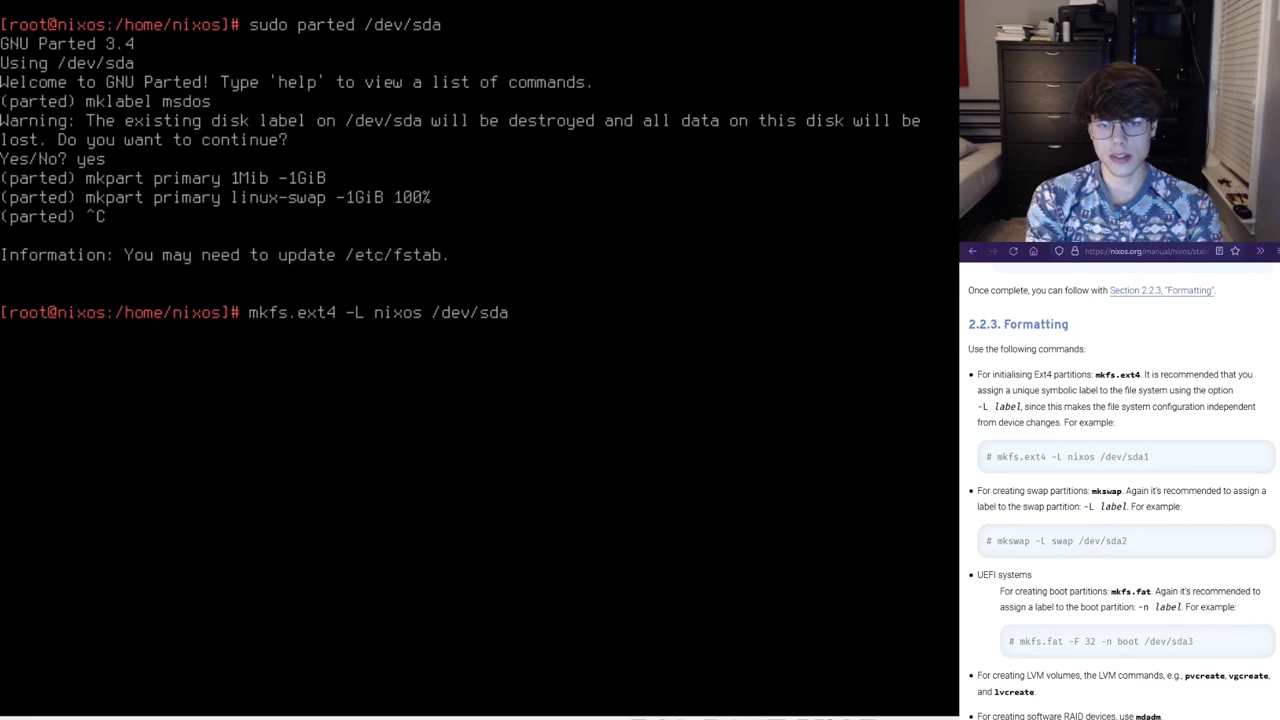 [root@nixos:/home/nixos]# sudo parted /dev/sda
GNU Parted 3.4
Using /dev/sda
Welcome to GNU Parted! Type 'help' to view a list of commands.
(parted) mklabel msdos
Warning: The existing disk label on /dev/sda will be destroyed and all data on this disk will be
lost. Do you want to continue?
Yes/No? yes
(parted) mkpart primary 1Mib -1GiB
(parted) mkpart primary linux-swap -1GiB 100%
(parted) ^C
Information: You may need to update /etc/fstab.
[root@nixos:/home/nixos]# mkfs.ext4 -L nixos /dev/sda
https://nixos.org/manual/nixos/stab
Once complete, you can follow with Section 2.2.3, "Formatting".
2.2.3. Formatting
Use the following commands:
• For initialising Ext4 partitions: mkfs.ext4. It is recommended that you
assign a unique symbolic label to the file system using the option
-L label, since this makes the file system configuration independent
from device changes. For example:
# mkfs.ext4 -L nixos /dev/sda1
• For creating swap partitions: mkswap. Again it's recommended to assign a
label to the swap partition: -L label. For example:
# mkswap -L swap /dev/sda2
• UEFI systems
For creating boot partitions: mkfs.fat. Again it's recommended to
assign a label to the boot partition: -n label. For example:
# mkfs.fat -F 32 -n boot /dev/sda3
• For creating LVM volumes, the LVM commands, e.g., pvcreate, vgcreate,
and lvcreate.
• For creating software RAID devices, use mdadm.